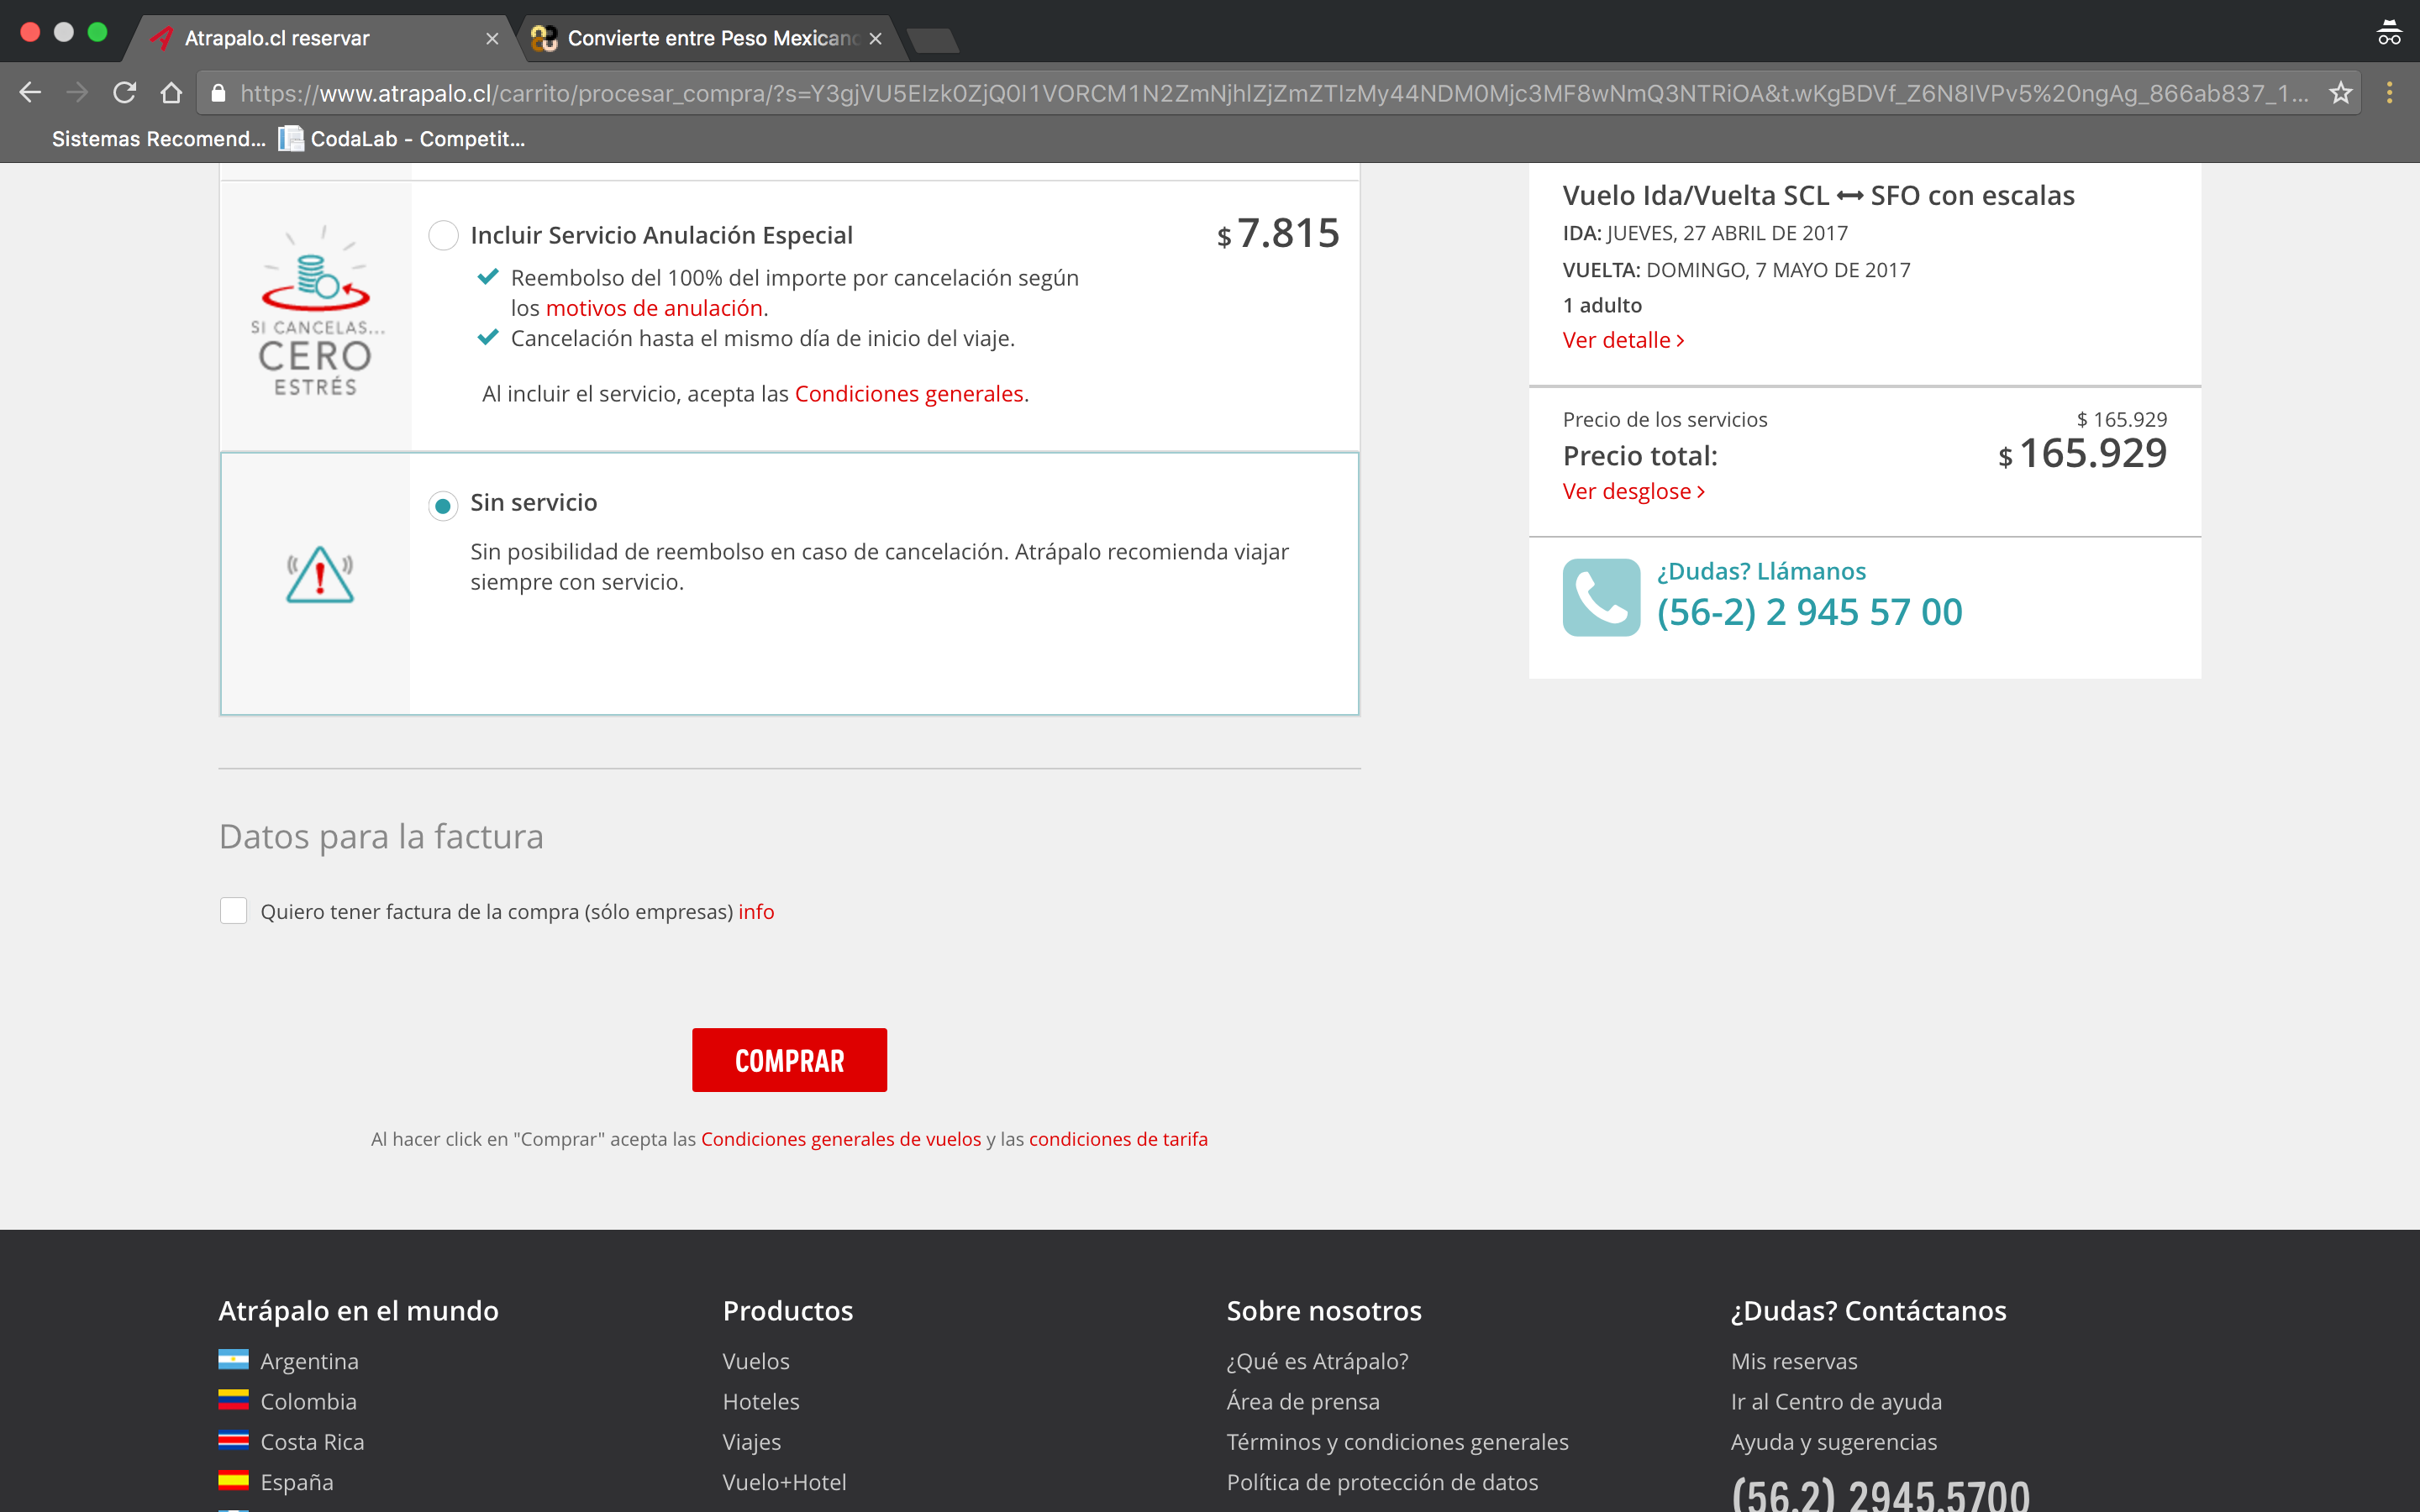 Atrapalo.cl reservar
Convierte entre Peso Mexicano
https://www.atrapalo.cl/carrito/procesar_compra/?s=
Sistemas Recomend...
CodaLab - Competit...
SI CANCELAS...
CERO
ESTRÉS
Incluir Servicio Anulación Especial
$ 7.815
Reembolso del 100% del importe por cancelación según
los motivos de anulación.
Cancelación hasta el mismo día de inicio del viaje.
Al incluir el servicio, acepta las Condiciones generales.
Sin servicio
Sin posibilidad de reembolso en caso de cancelación. Atrápalo recomienda viajar
siempre con servicio.
Vuelo Ida/Vuelta SCL ↔ SFO con escalas
IDA: JUEVES, 27 ABRIL DE 2017
VUELTA: DOMINGO, 7 MAYO DE 2017
1 adulto
Ver detalle >
Precio de los servicios $ 165.929
Precio total: $ 165.929
Ver desglose >
¿Dudas? Llámanos
(56-2) 2 945 57 00
Datos para la factura
Quiero tener factura de la compra (sólo empresas) info
COMPRAR
Al hacer click en "Comprar" acepta las Condiciones generales de vuelos y las condiciones de tarifa
Atrápalo en el mundo
Argentina
Colombia
Costa Rica
España
Productos
Vuelos
Hoteles
Viajes
Vuelo+Hotel
Sobre nosotros
¿Qué es Atrápalo?
Área de prensa
Términos y condiciones generales
Política de protección de datos
¿Dudas? Contáctanos
Mis reservas
Ir al Centro de ayuda
Ayuda y sugerencias
(56.2) 2945.5700